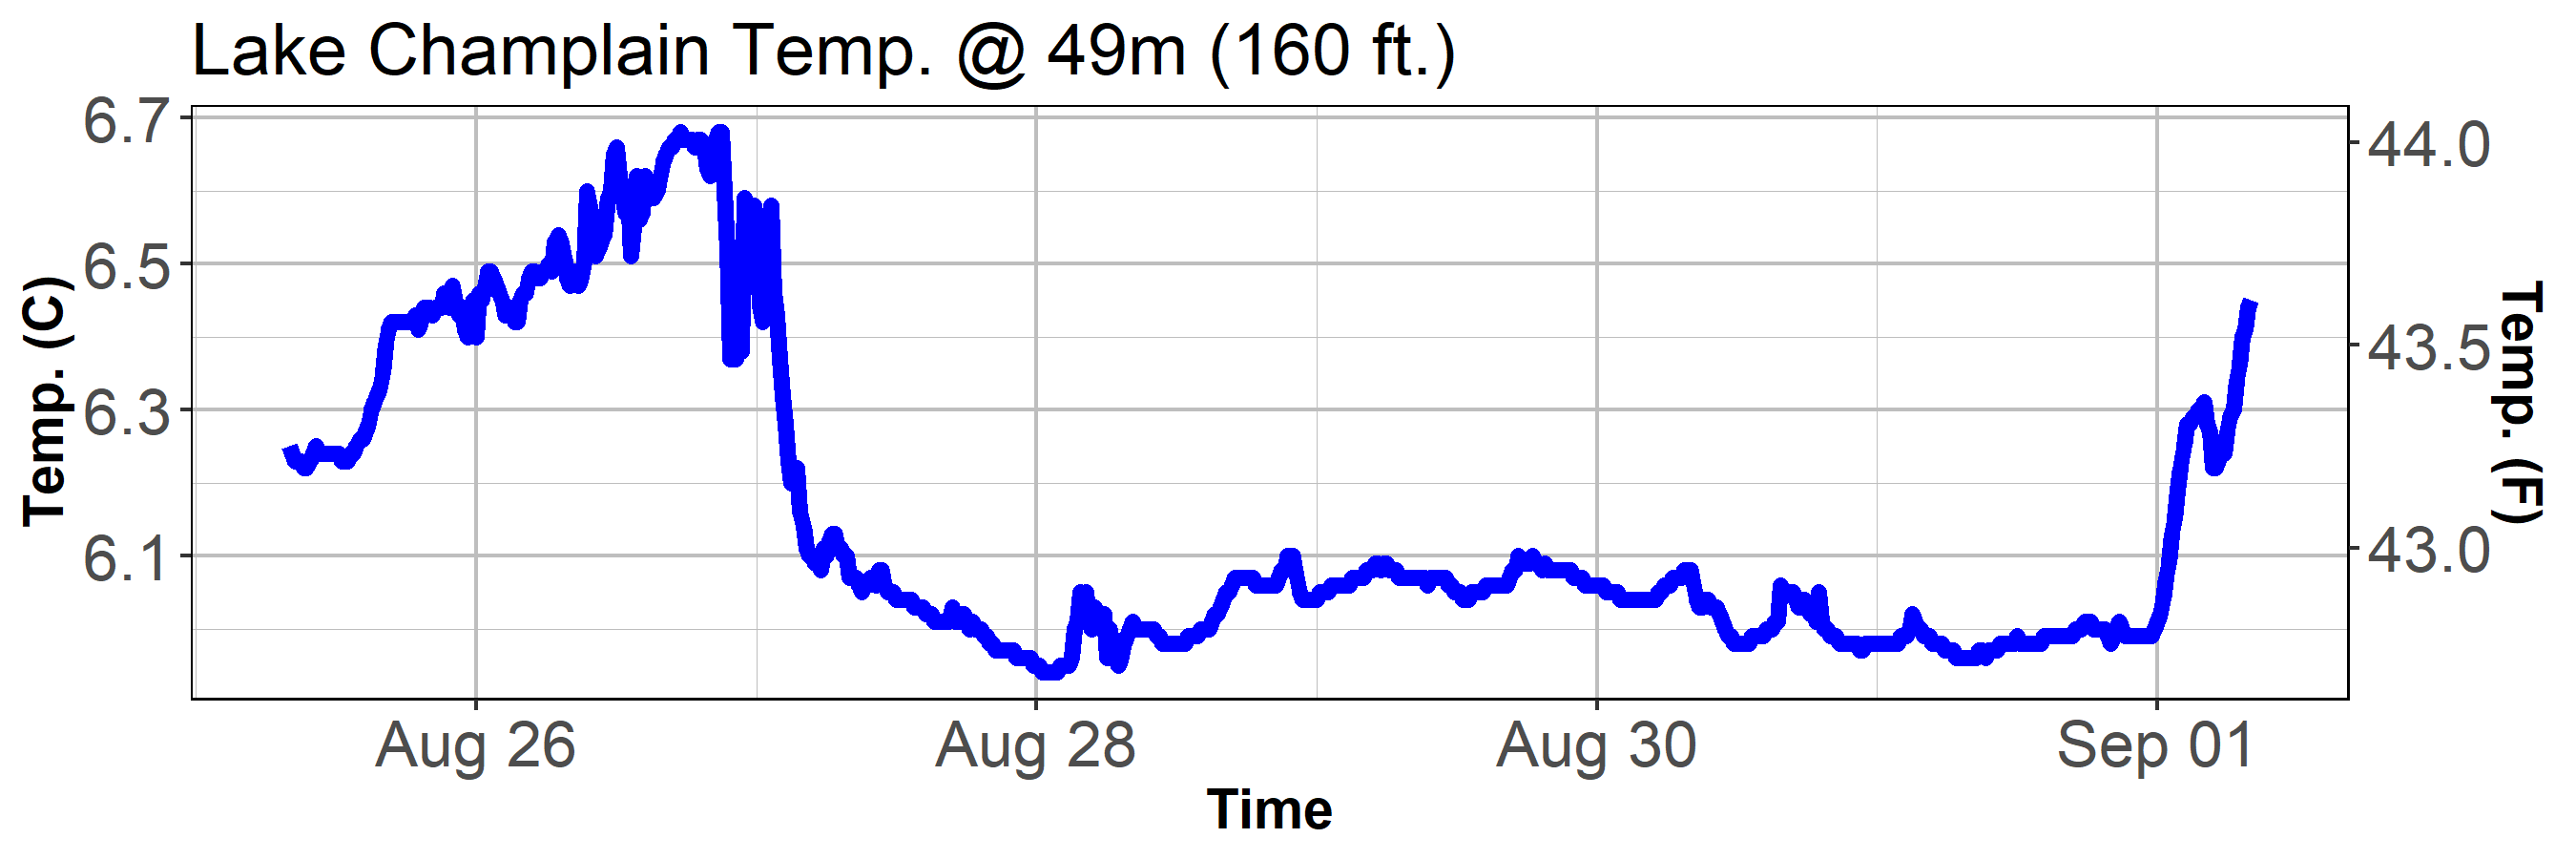 Lake Champlain Temp. @ 49m (160 ft.)
Temp. (C)
6.7
6.5
6.3
6.1
44.0
43.5
43.0
Temp. (F)
Aug 26 Aug 28 Aug 30 Sep 01
Time